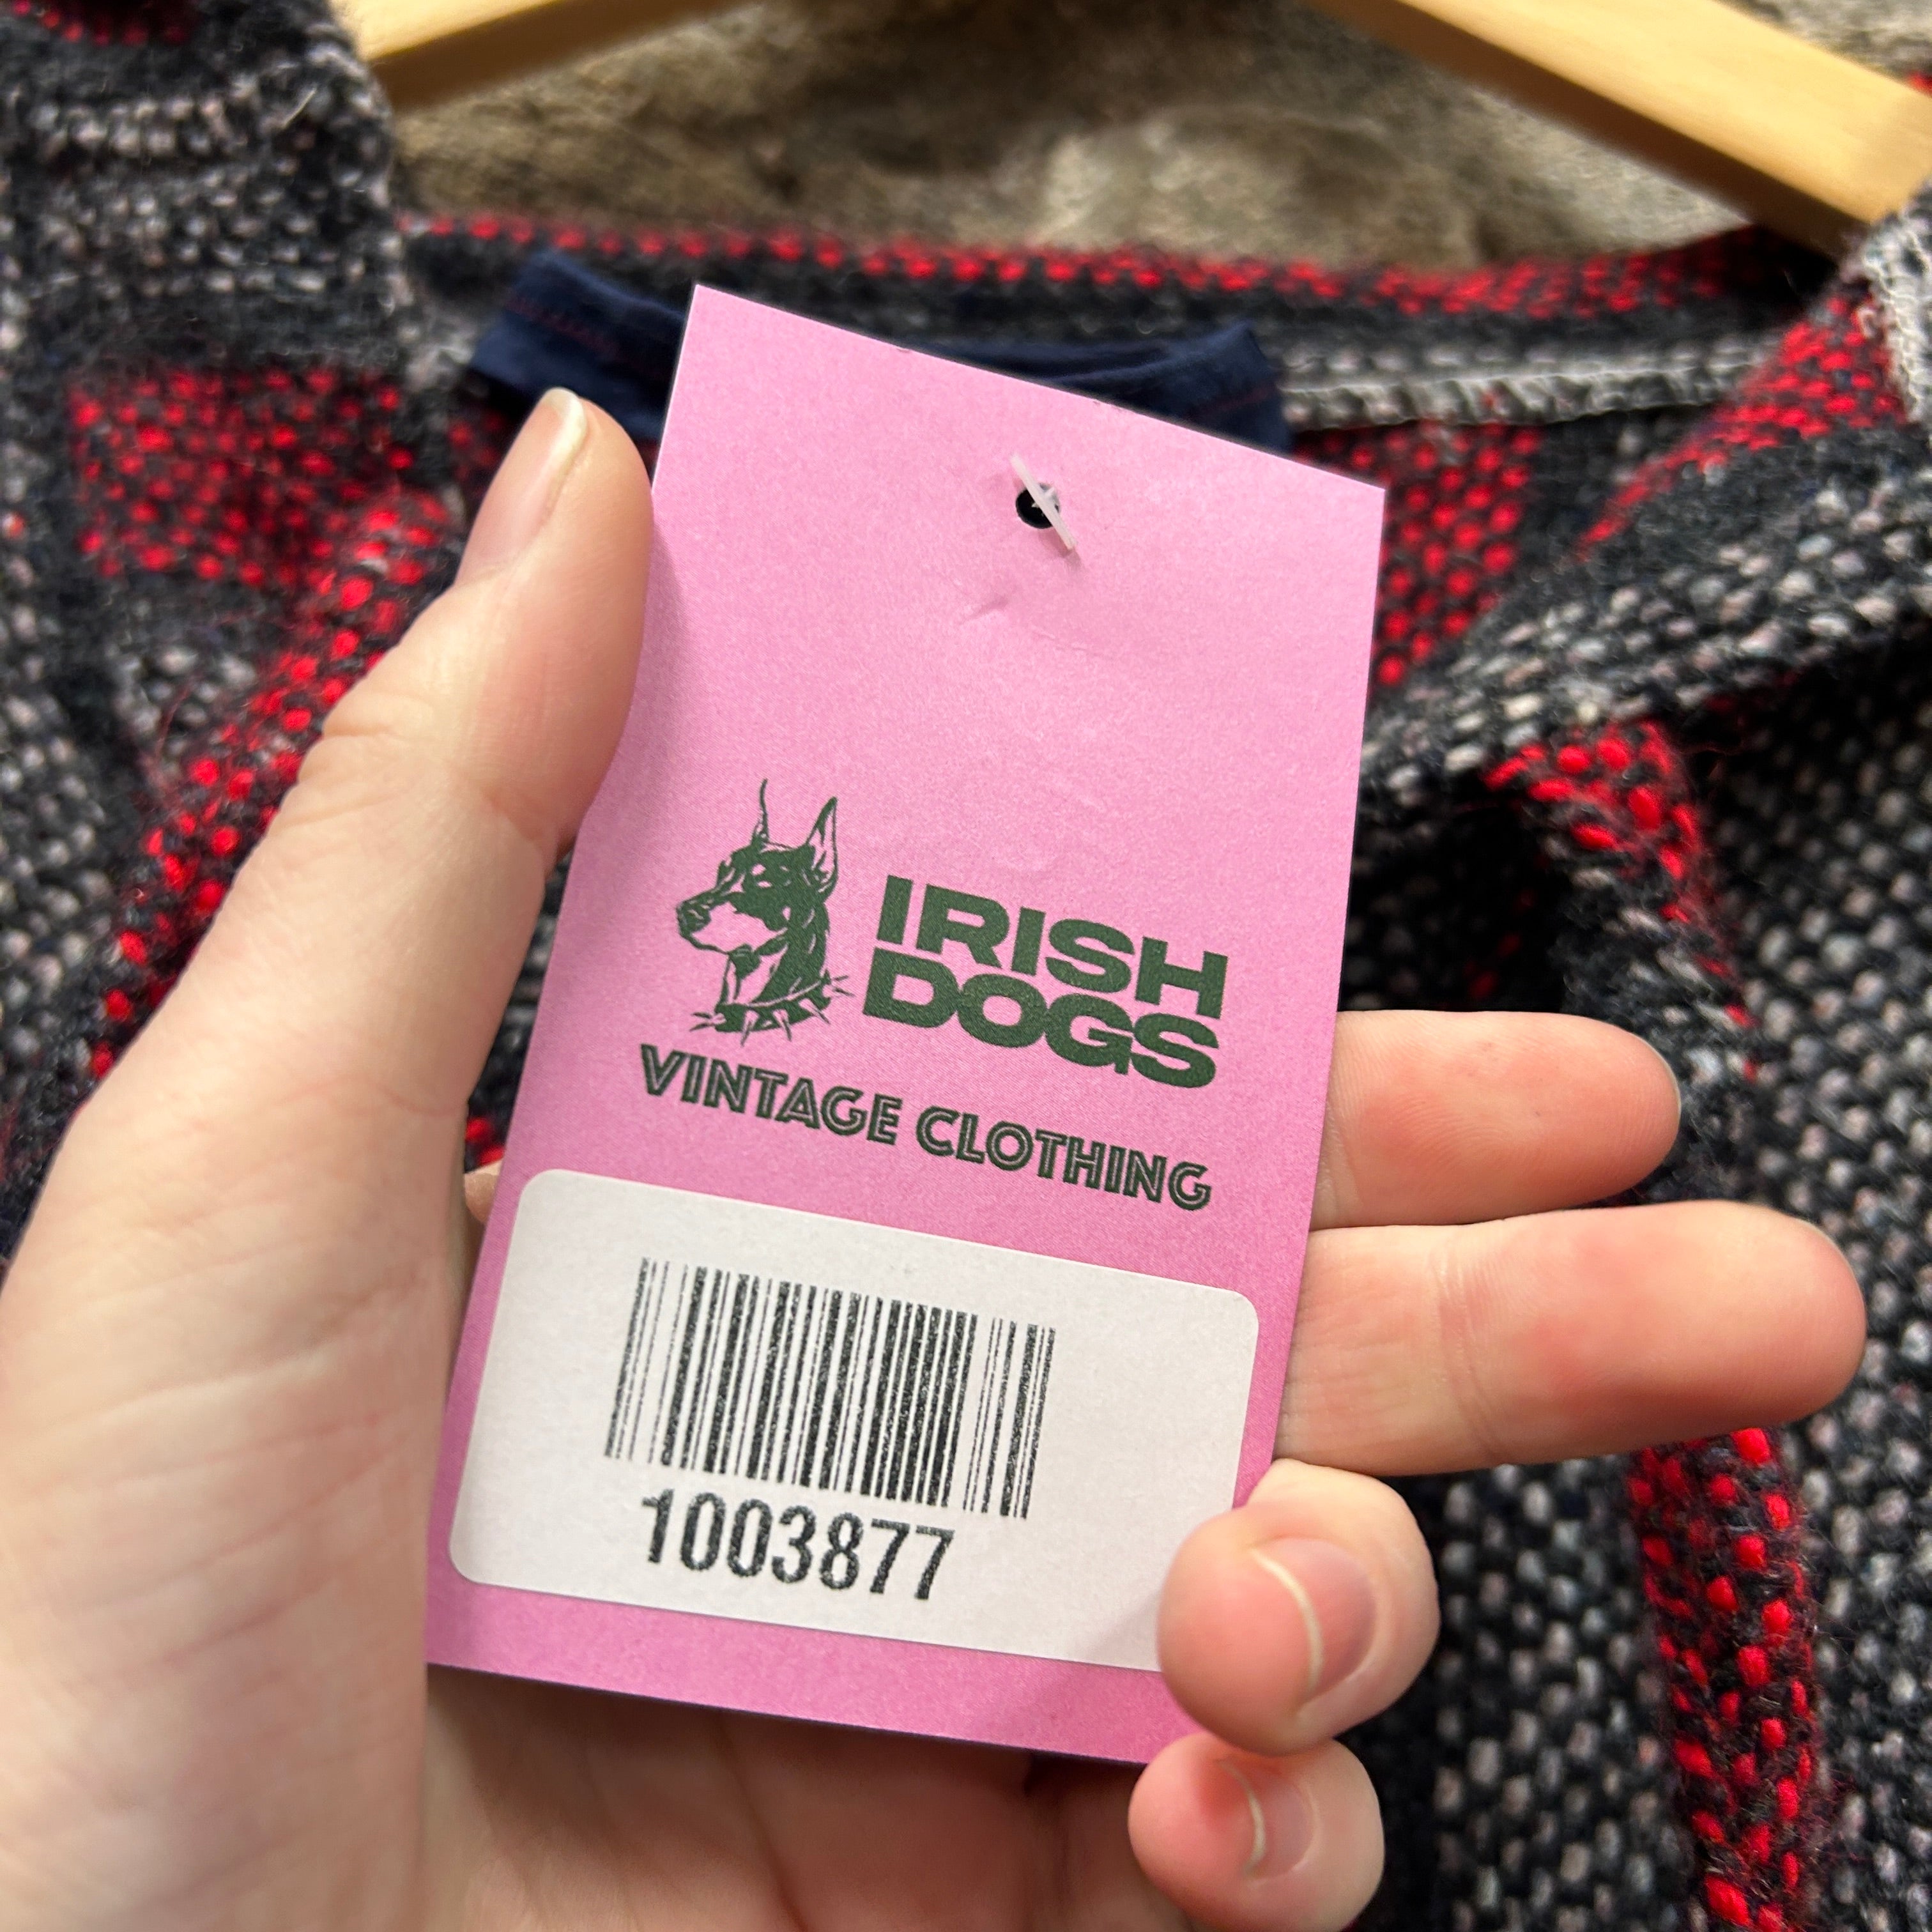 IRISH
DOGS
VINTAGE CLOTHING
1003877